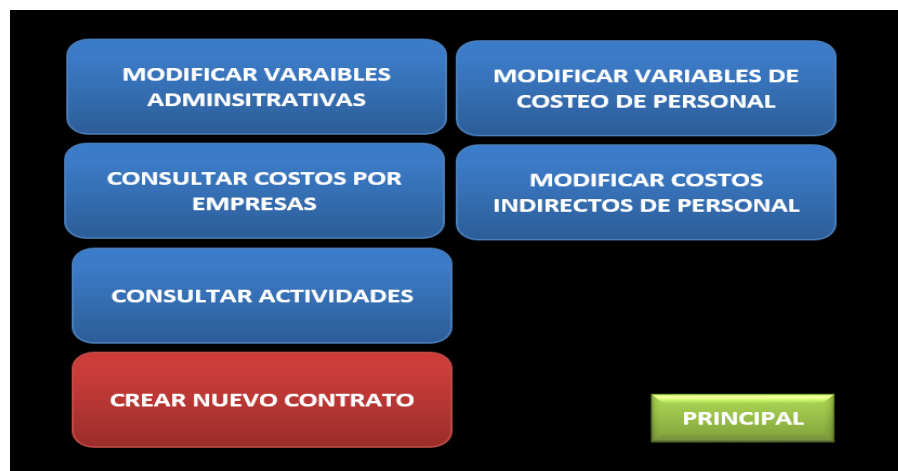 MODIFICAR VARAIBLES
ADMINSITRATIVAS
MODIFICAR VARIABLES DE
COSTEO DE PERSONAL
CONSULTAR COSTOS POR
EMPRESAS
MODIFICAR COSTOS
INDIRECTOS DE PERSONAL
CONSULTAR ACTIVIDADES
CREAR NUEVO CONTRATO
PRINCIPAL